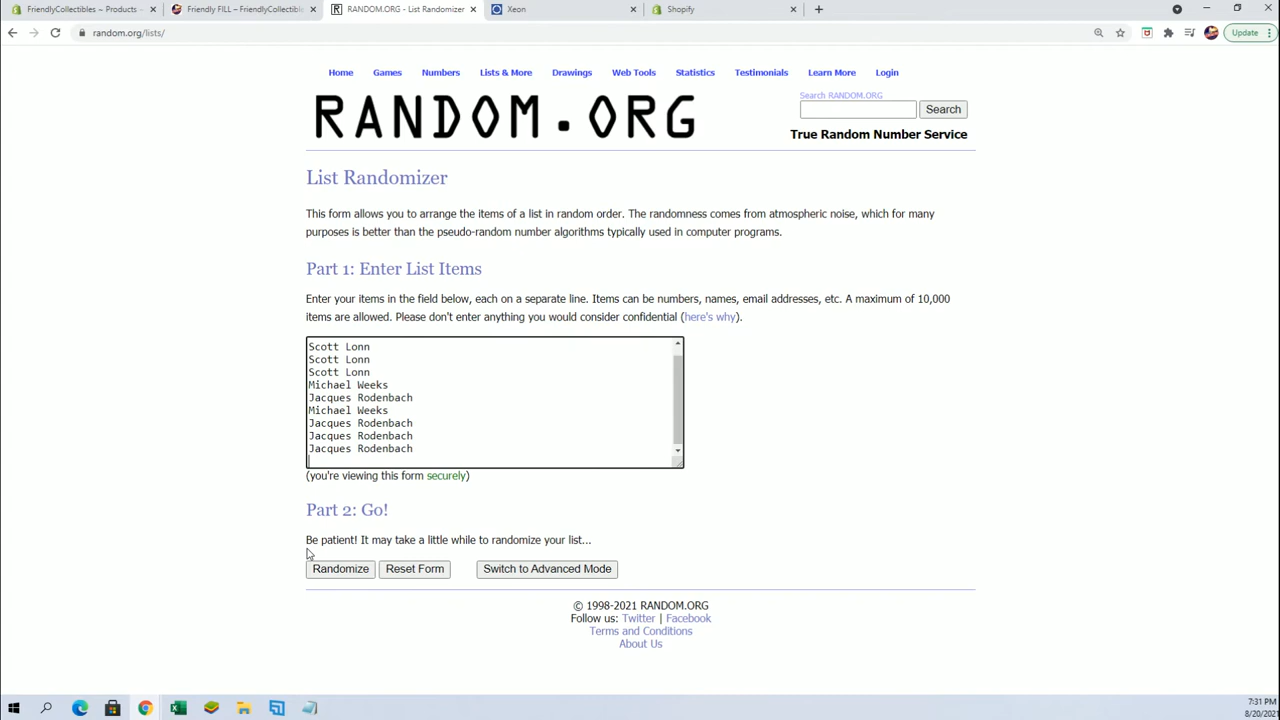 FriendlyCollectibles ~ Products ~
Friendly FILL – FriendlyCollectible
RANDOM.ORG - List Randomizer
Xeon
Shopify
random.org/lists/
Update
Home Games Numbers Lists & More Drawings Web Tools Statistics Testimonials Learn More Login
RANDOM.ORG
Search RANDOM.ORG
Search
True Random Number Service
List Randomizer
This form allows you to arrange the items of a list in random order. The randomness comes from atmospheric noise, which for many
purposes is better than the pseudo-random number algorithms typically used in computer programs.
Part 1: Enter List Items
Enter your items in the field below, each on a separate line. Items can be numbers, names, email addresses, etc. A maximum of 10,000
items are allowed. Please don't enter anything you would consider confidential (here's why).
Scott Lonn
Scott Lonn
Scott Lonn
Michael Weeks
Jacques Rodenbach
Michael Weeks
Jacques Rodenbach
Jacques Rodenbach
Jacques Rodenbach
(you're viewing this form securely)
Part 2: Go!
Be patient! It may take a little while to randomize your list...
Randomize Reset Form Switch to Advanced Mode
© 1998-2021 RANDOM.ORG
Follow us: Twitter | Facebook
Terms and Conditions
About Us
7:31 PM
8/20/2021